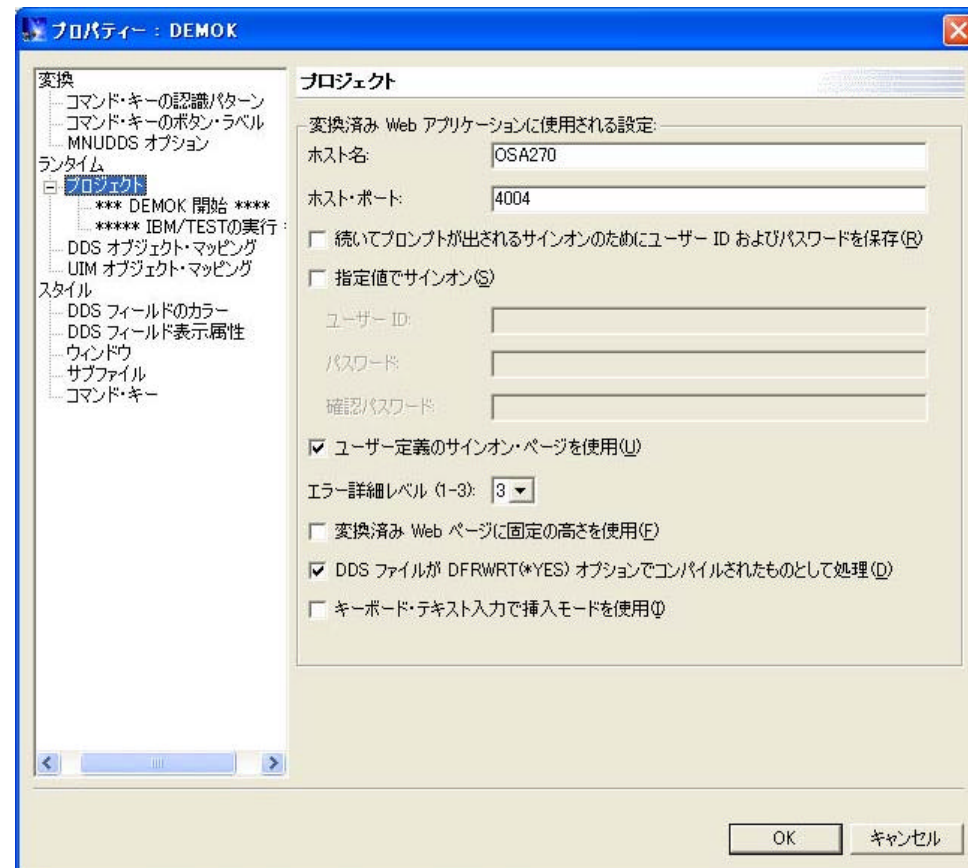 プロパティー : DEMOK
変換
コマンド・キーの認識パターン
コマンド・キーのボタン・ラベル
MNUDDS オプション
ランタイム
プロジェクト
*** DEMOK 開始 ****
***** IBM/TESTの実行
DDS オブジェクト・マッピング
UIM オブジェクト・マッピング
スタイル
DDS フィールドのカラー
DDS フィールド表示属性
ウィンドウ
サブファイル
コマンド・キー
プロジェクト
変換済み Web アプリケーションに使用される設定:
ホスト名: OSA270
ホスト・ポート: 4004
続いてプロンプトが出されるサインオンのためにユーザー ID およびパスワードを保存(R)
指定値でサインオン(S)
ユーザー ID:
パスワード:
確認パスワード:
ユーザー定義のサインオン・ページを使用(U)
エラー詳細レベル (1-3): 3
変換済み Web ページに固定の高さを使用(F)
DDS ファイルが DFRWRT(*YES) オプションでコンパイルされたものとして処理(D)
キーボード・テキスト入力で挿入モードを使用(I)
OK キャンセル